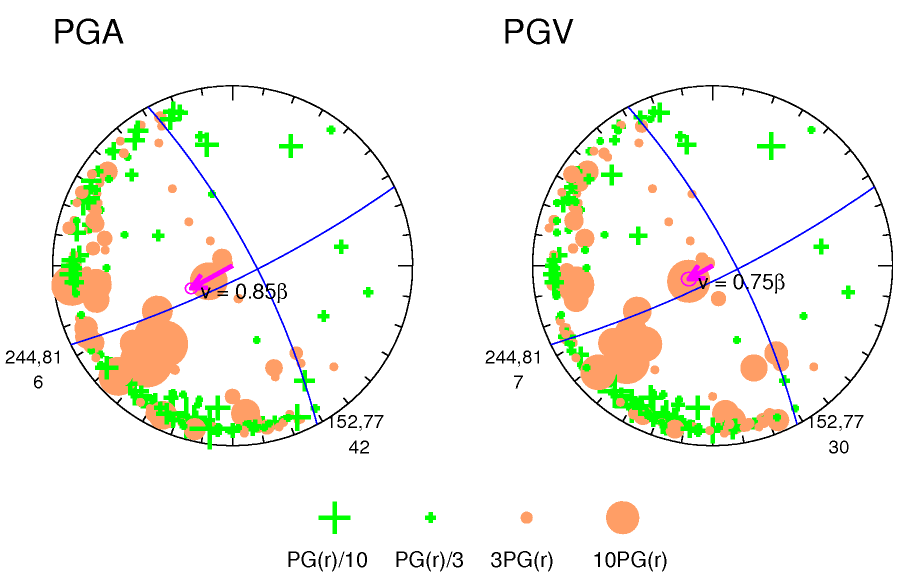 PGA
PGV
v = 0.85β
v = 0.75β
244,81
6
152,77
42
244,81
7
152,77
30
PG(r)/10
PG(r)/3
3PG(r)
10PG(r)